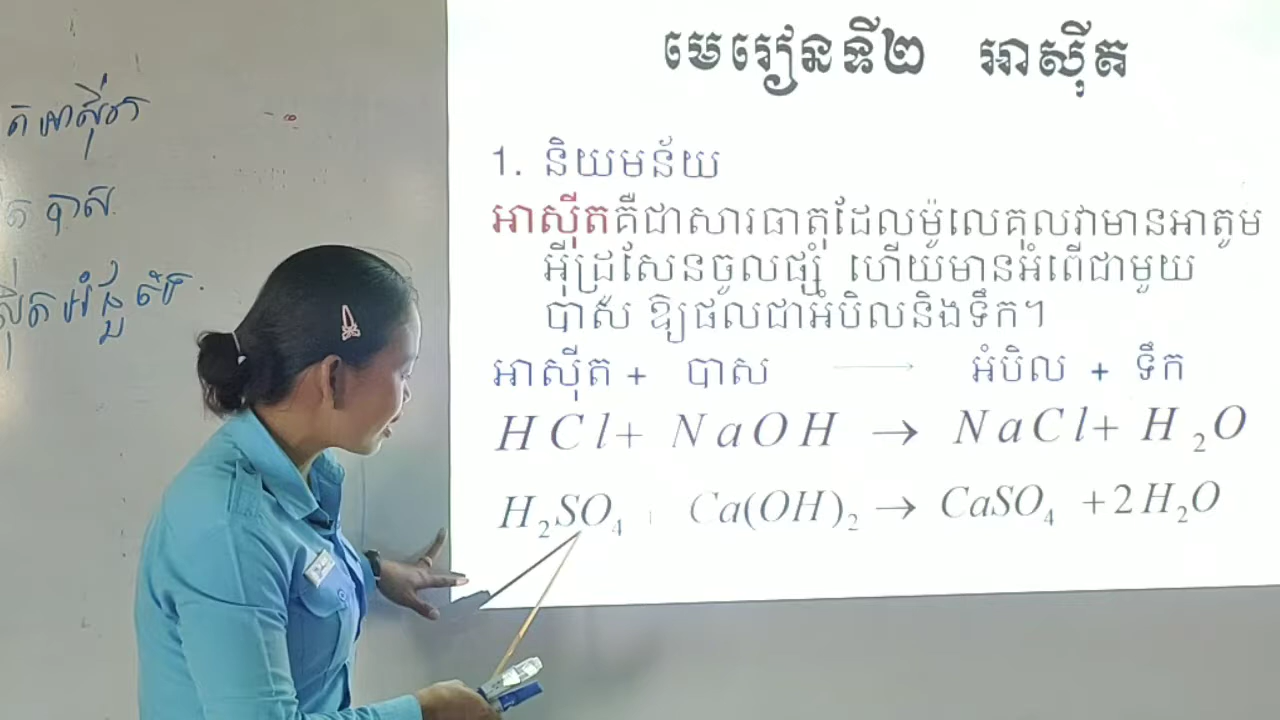 មេរៀនទី២ អាស៊ីត
1. និយមន័យ
អាស៊ីតគឺជាសារធាតុដែលម៉ូលេគុលវាមានអាតូម
អ៊ីដ្រូសែនចូលផ្សំ ហើយមានអំពើជាមួយ
បាស ឱ្យផលជាអំបិលនិងទឹក។
អាស៊ីត + បាស → អំបិល + ទឹក
HCl + NaOH → NaCl + H₂O
H₂SO₄ Ca(OH)₂ → CaSO₄ + 2H₂O
ត បាស